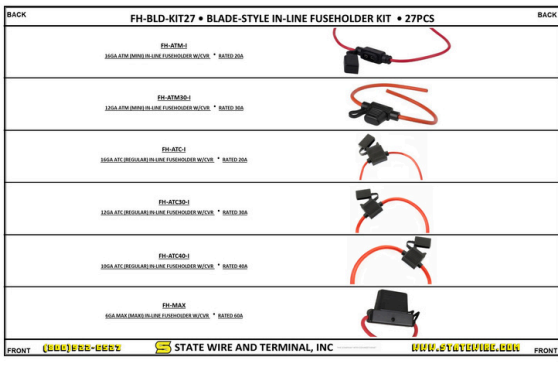 BACK FH-BLD-KIT27 • BLADE-STYLE IN-LINE FUSEHOLDER KIT • 27PCS BACK
FH-ATM-I
16GA ATM (MINI) IN-LINE FUSEHOLDER W/CVR • RATED 20A
FH-ATM30-I
12GA ATM (MINI) IN-LINE FUSEHOLDER W/CVR • RATED 30A
FH-ATC-I
16GA ATC (REGULAR) IN-LINE FUSEHOLDER W/CVR • RATED 20A
FH-ATC30-I
12GA ATC (REGULAR) IN-LINE FUSEHOLDER W/CVR • RATED 30A
FH-ATC40-I
10GA ATC (REGULAR) IN-LINE FUSEHOLDER W/CVR • RATED 40A
FH-MAX
6GA MAX (MAXI) IN-LINE FUSEHOLDER W/CVR • RATED 60A
FRONT (800)522-6527 S STATE WIRE AND TERMINAL, INC WWW.STATEWIRE.COM FRONT